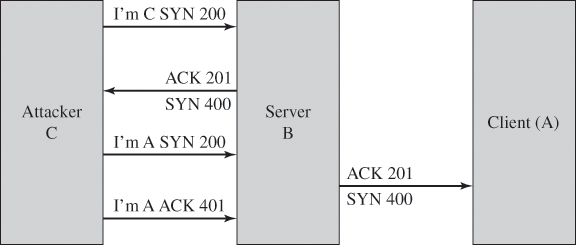 I'm C SYN 200
ACK 201
SYN 400
I'm A SYN 200
I'm A ACK 401
Attacker
C
Server
B
ACK 201
SYN 400
Client (A)